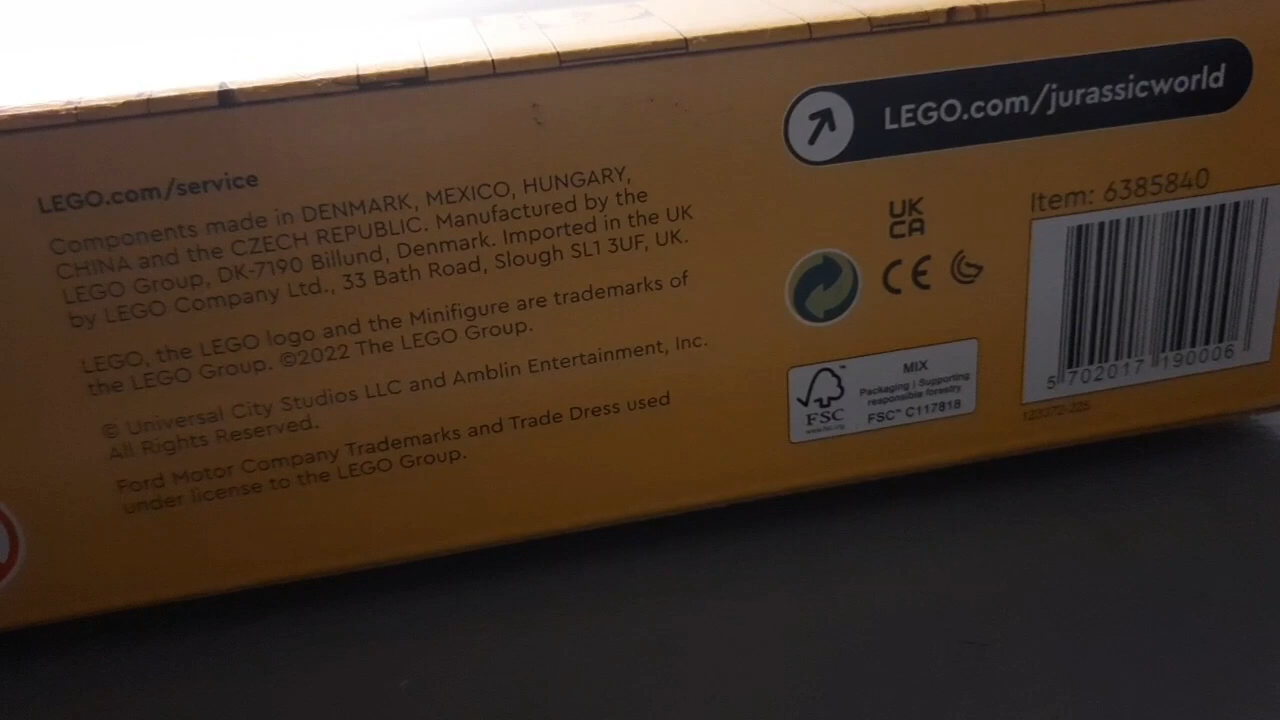 LEGO.com/service
Components made in DENMARK, MEXICO, HUNGARY,
CHINA and the CZECH REPUBLIC. Manufactured by the
LEGO Group, DK-7190 Billund, Denmark. Imported in the UK
by LEGO Company Ltd., 33 Bath Road, Slough SL1 3UF, UK.
LEGO, the LEGO logo and the Minifigure are trademarks of
the LEGO Group. ©2022 The LEGO Group.
© Universal City Studios LLC and Amblin Entertainment, Inc.
All Rights Reserved.
Ford Motor Company Trademarks and Trade Dress used
under license to the LEGO Group.
LEGO.com/jurassicworld
UK
CA
CE
FSC
www.fsc.org
MIX
Packaging | Supporting
responsible forestry
FSC™ C117818
Item: 6385840
5 702017 190006